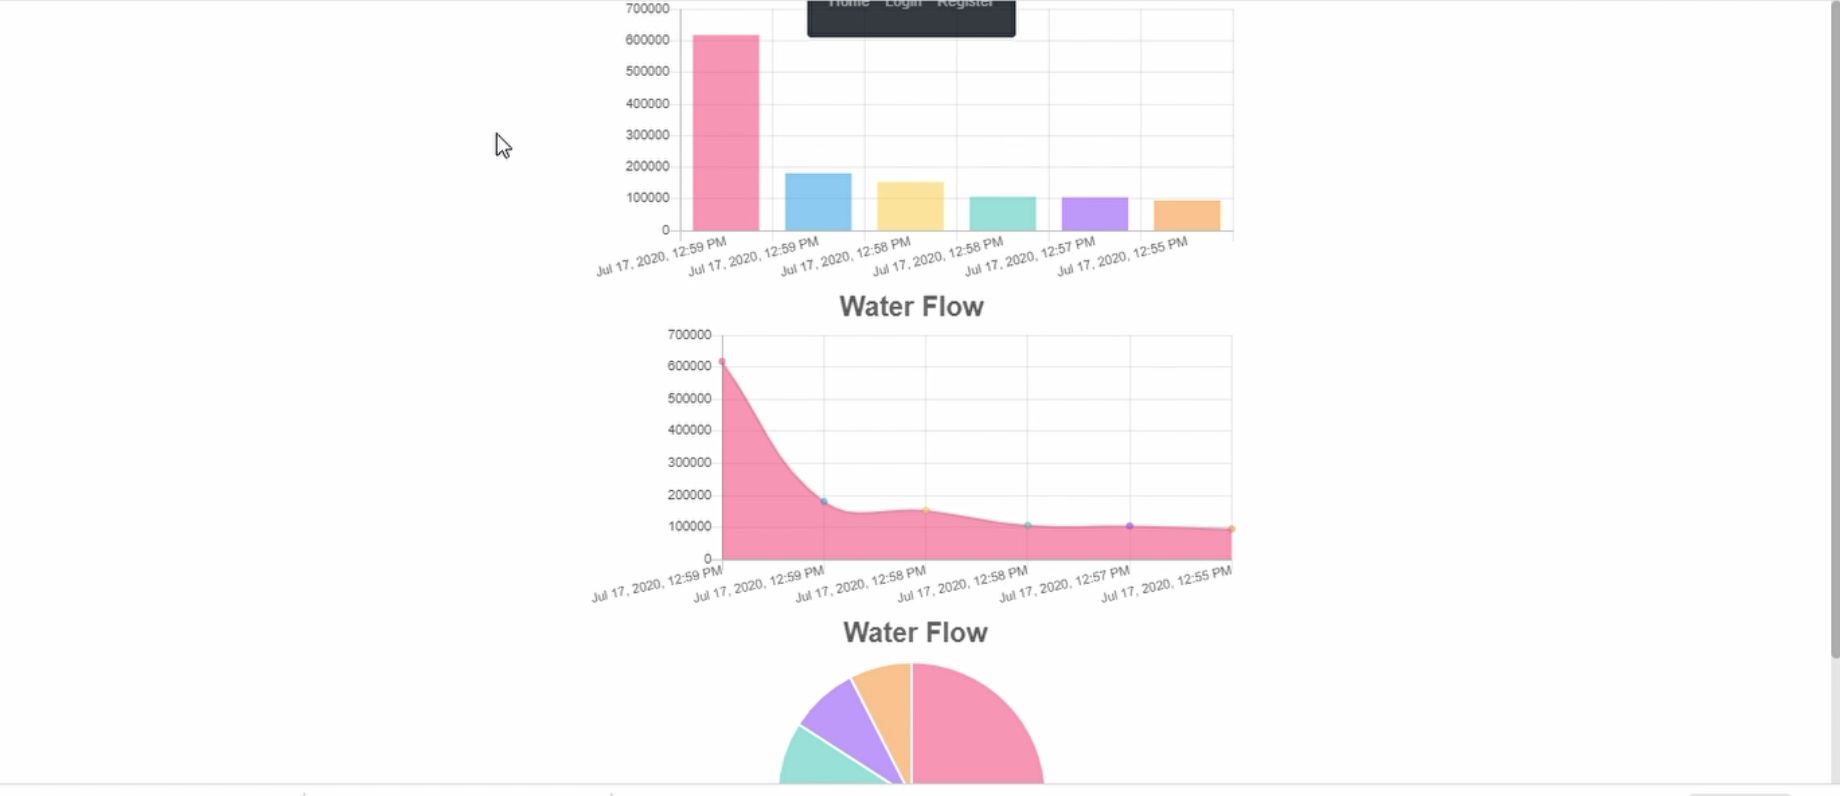 Home Login Register
700000
600000
500000
400000
300000
200000
100000
0
Jul 17, 2020, 12:59 PM
Jul 17, 2020, 12:59 PM
Jul 17, 2020, 12:58 PM
Jul 17, 2020, 12:58 PM
Jul 17, 2020, 12:57 PM
Jul 17, 2020, 12:55 PM
Water Flow
700000
600000
500000
400000
300000
200000
100000
0
Jul 17, 2020, 12:59 PM
Jul 17, 2020, 12:59 PM
Jul 17, 2020, 12:58 PM
Jul 17, 2020, 12:58 PM
Jul 17, 2020, 12:57 PM
Jul 17, 2020, 12:55 PM
Water Flow